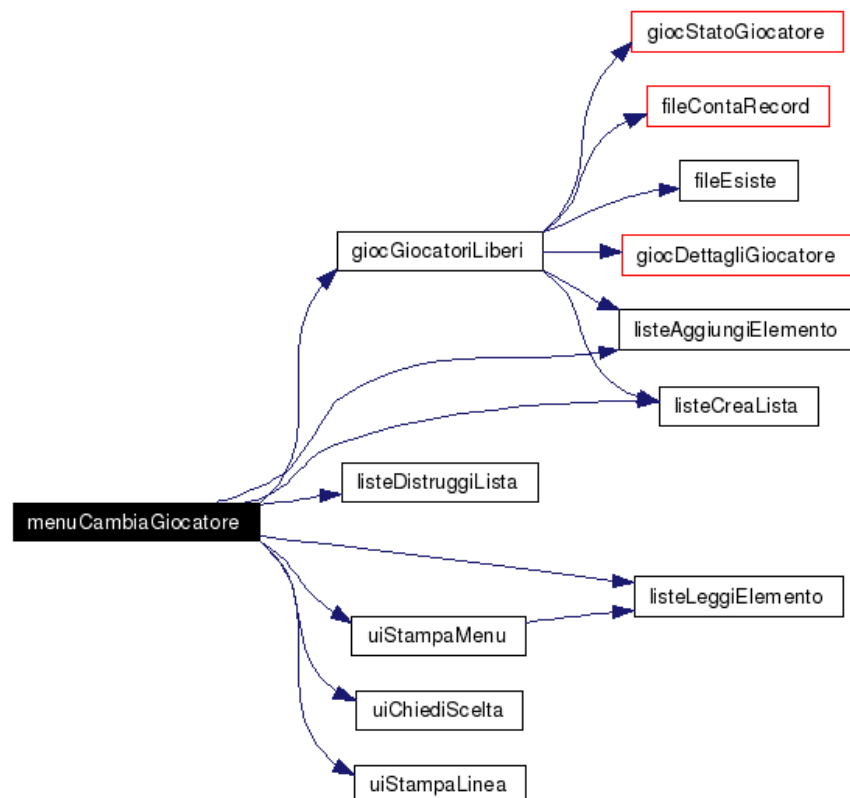 giocStatoGiocatore
fileContaRecord
fileEsiste
giocGiocatoriLiberi
giocDettagliGiocatore
listeAggiungiElemento
listeCreaLista
listeDistruggiLista
menuCambiaGiocatore
listeLeggiElemento
uiStampaMenu
uiChiediScelta
uiStampaLinea